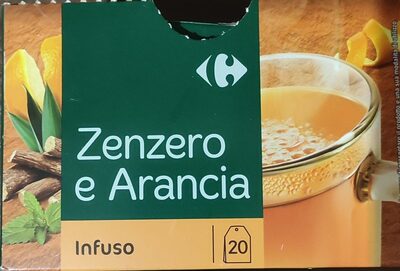 Zenzero
e Arancia
Infuso
20